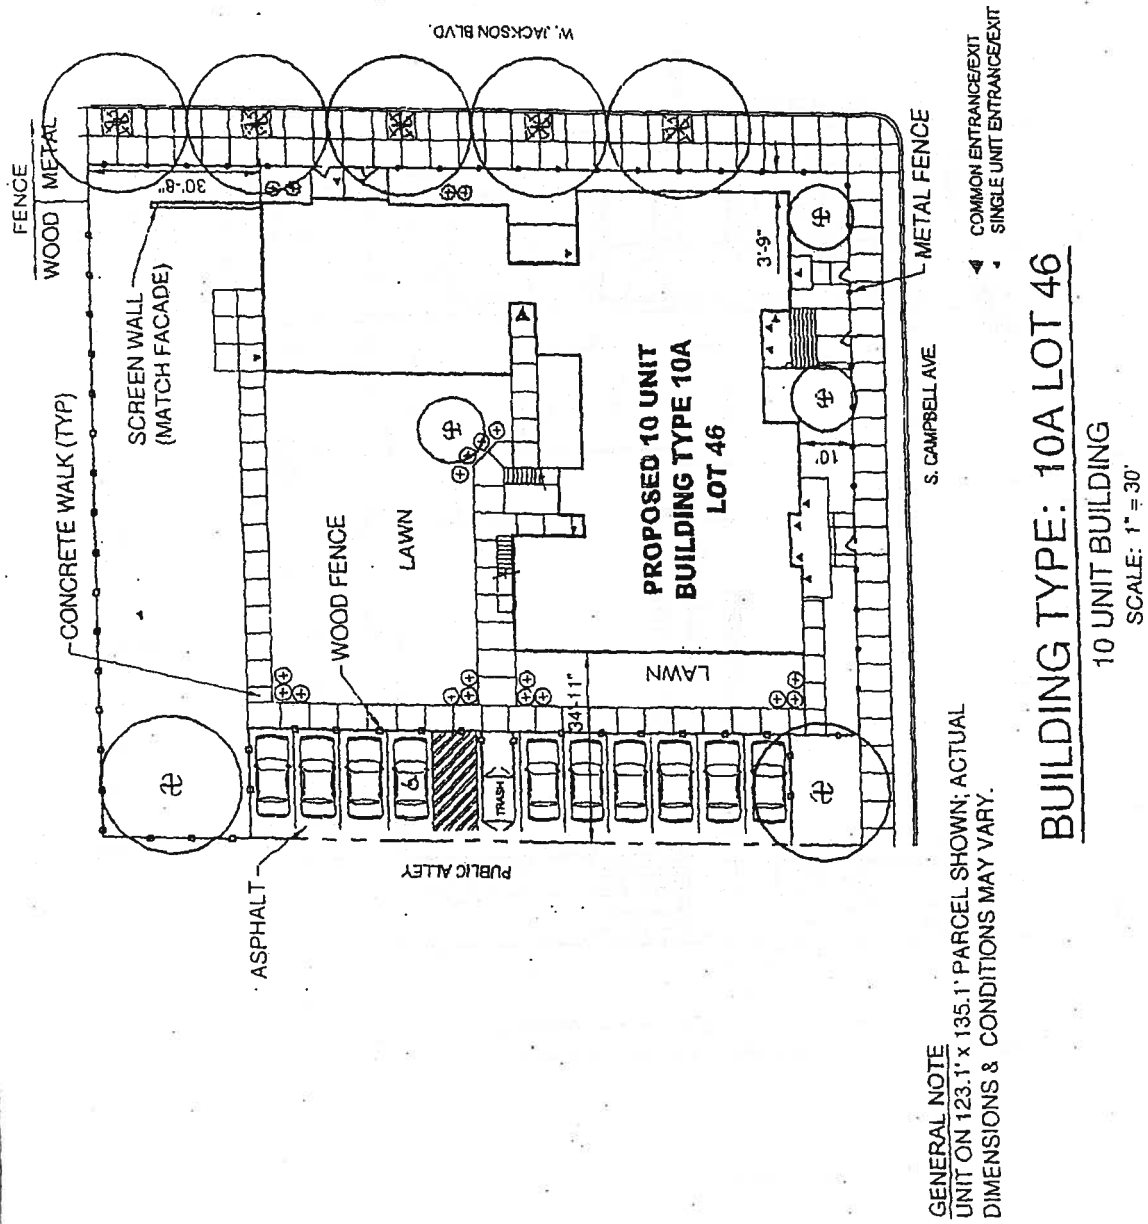 W. JACKSON BLVD.
FENCE
WOOD METAL
30'-8"
SCREEN WALL
(MATCH FACADE)
CONCRETE WALK (TYP)
WOOD FENCE
LAWN
PROPOSED 10 UNIT
BUILDING TYPE 10A
LOT 46
3'-9"
10'
LAWN
34'-11"
TRASH
ASPHALT
PUBLIC ALLEY
METAL FENCE
S. CAMPBELL AVE.
COMMON ENTRANCE/EXIT
SINGLE UNIT ENTRANCE/EXIT
GENERAL NOTE
UNIT ON 123.1' x 135.1' PARCEL SHOWN; ACTUAL
DIMENSIONS & CONDITIONS MAY VARY.
BUILDING TYPE: 10A LOT 46
10 UNIT BUILDING
SCALE: 1" = 30'